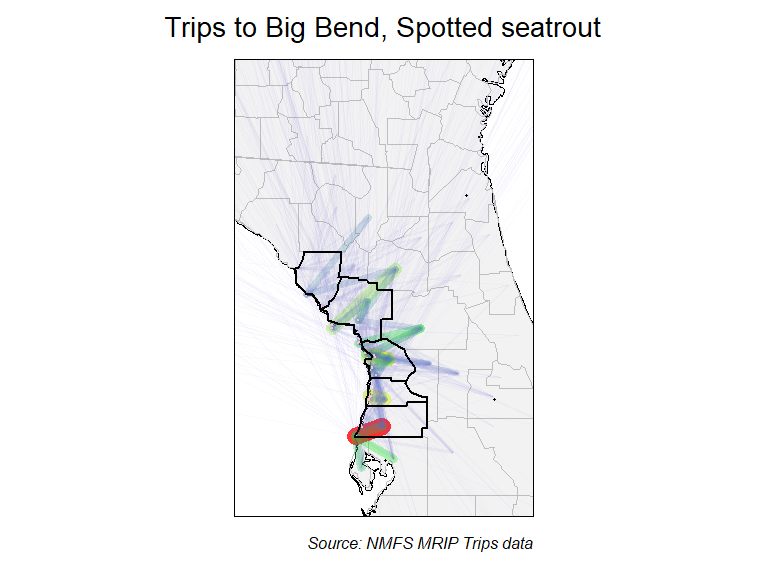 Trips to Big Bend, Spotted seatrout
Source: NMFS MRIP Trips data